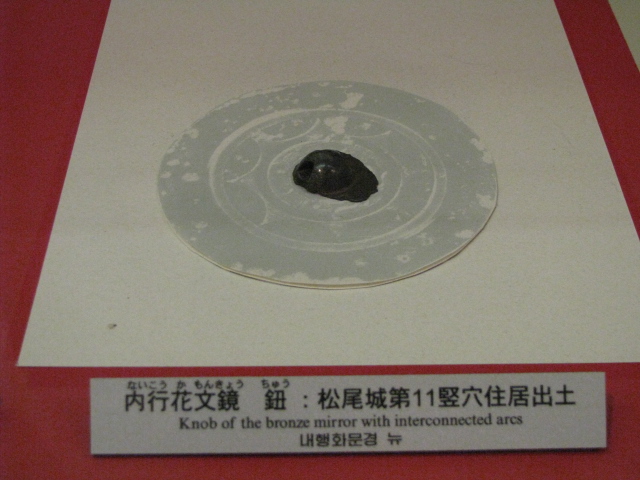 ないこう か もんきょう ちゅう
内行花文鏡 鈕:松尾城第11竪穴住居出土
Knob of the bronze mirror with interconnected arcs
내행화문경 뉴